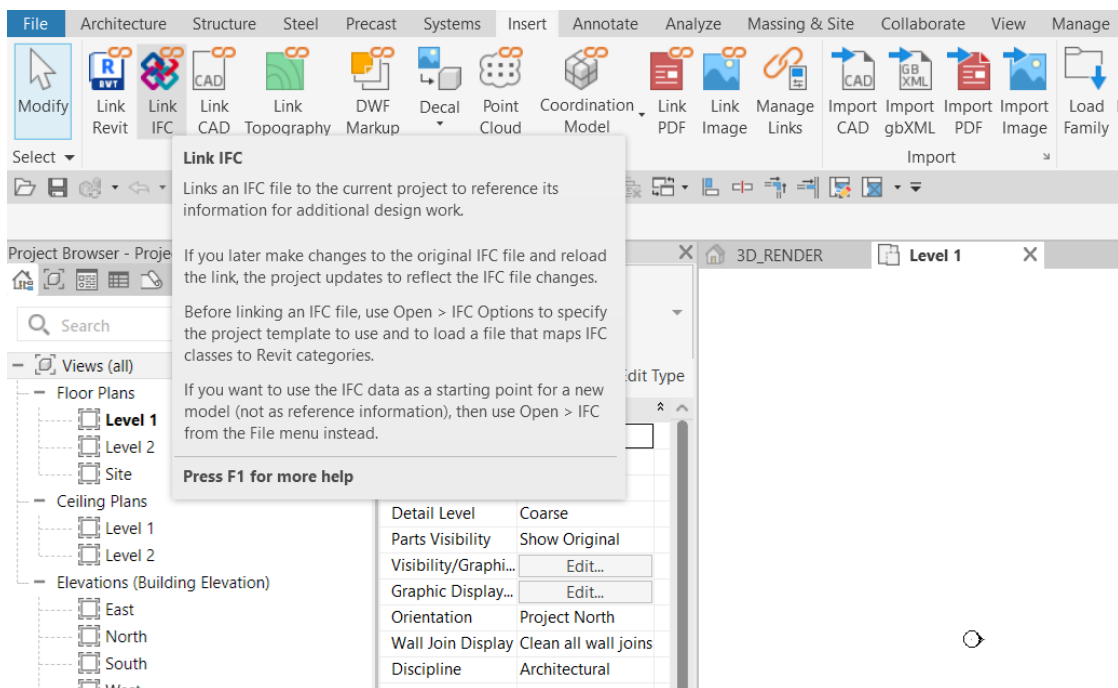 File Architecture Structure Steel Precast Systems Insert Annotate Analyze Massing & Site Collaborate View Manage
R
RVT
CAD
GB
XML
CAD
Modify
Link Revit
Link IFC
Link CAD
Link Topography
DWF Markup
Decal
Point Cloud
Coordination Model
Link PDF
Link Image
Manage Links
Import CAD
Import gbXML
Import PDF
Import Image
Load Family
Select
Import
Link IFC
Links an IFC file to the current project to reference its
information for additional design work.
If you later make changes to the original IFC file and reload
the link, the project updates to reflect the IFC file changes.
Before linking an IFC file, use Open > IFC Options to specify
the project template to use and to load a file that maps IFC
classes to Revit categories.
If you want to use the IFC data as a starting point for a new
model (not as reference information), then use Open > IFC
from the File menu instead.
Press F1 for more help
Project Browser - Proje
3D_RENDER
Level 1
Search
Views (all)
Floor Plans
Level 1
Level 2
Site
Ceiling Plans
Level 1
Level 2
Elevations (Building Elevation)
East
North
South
Edit Type
Detail Level Coarse
Parts Visibility Show Original
Visibility/Graphi... Edit...
Graphic Display... Edit...
Orientation Project North
Wall Join Display Clean all wall joins
Discipline Architectural